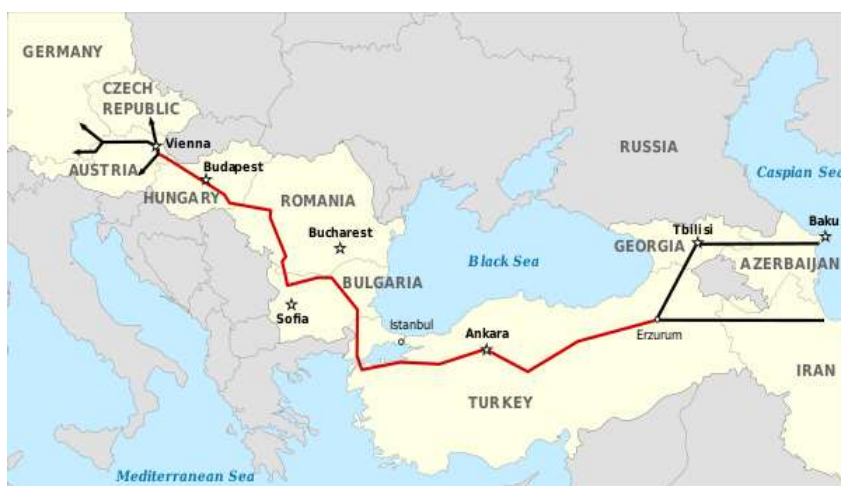 GERMANY
CZECH
REPUBLIC
Vienna
AUSTRIA
Budapest
HUNGARY
ROMANIA
RUSSIA
Caspian Sea
Bucharest
Tbilisi
Baku
GEORGIA
Black Sea
AZERBAIJAN
BULGARIA
Sofia
Istanbul
Ankara
Erzurum
IRAN
TURKEY
Mediterranean Sea